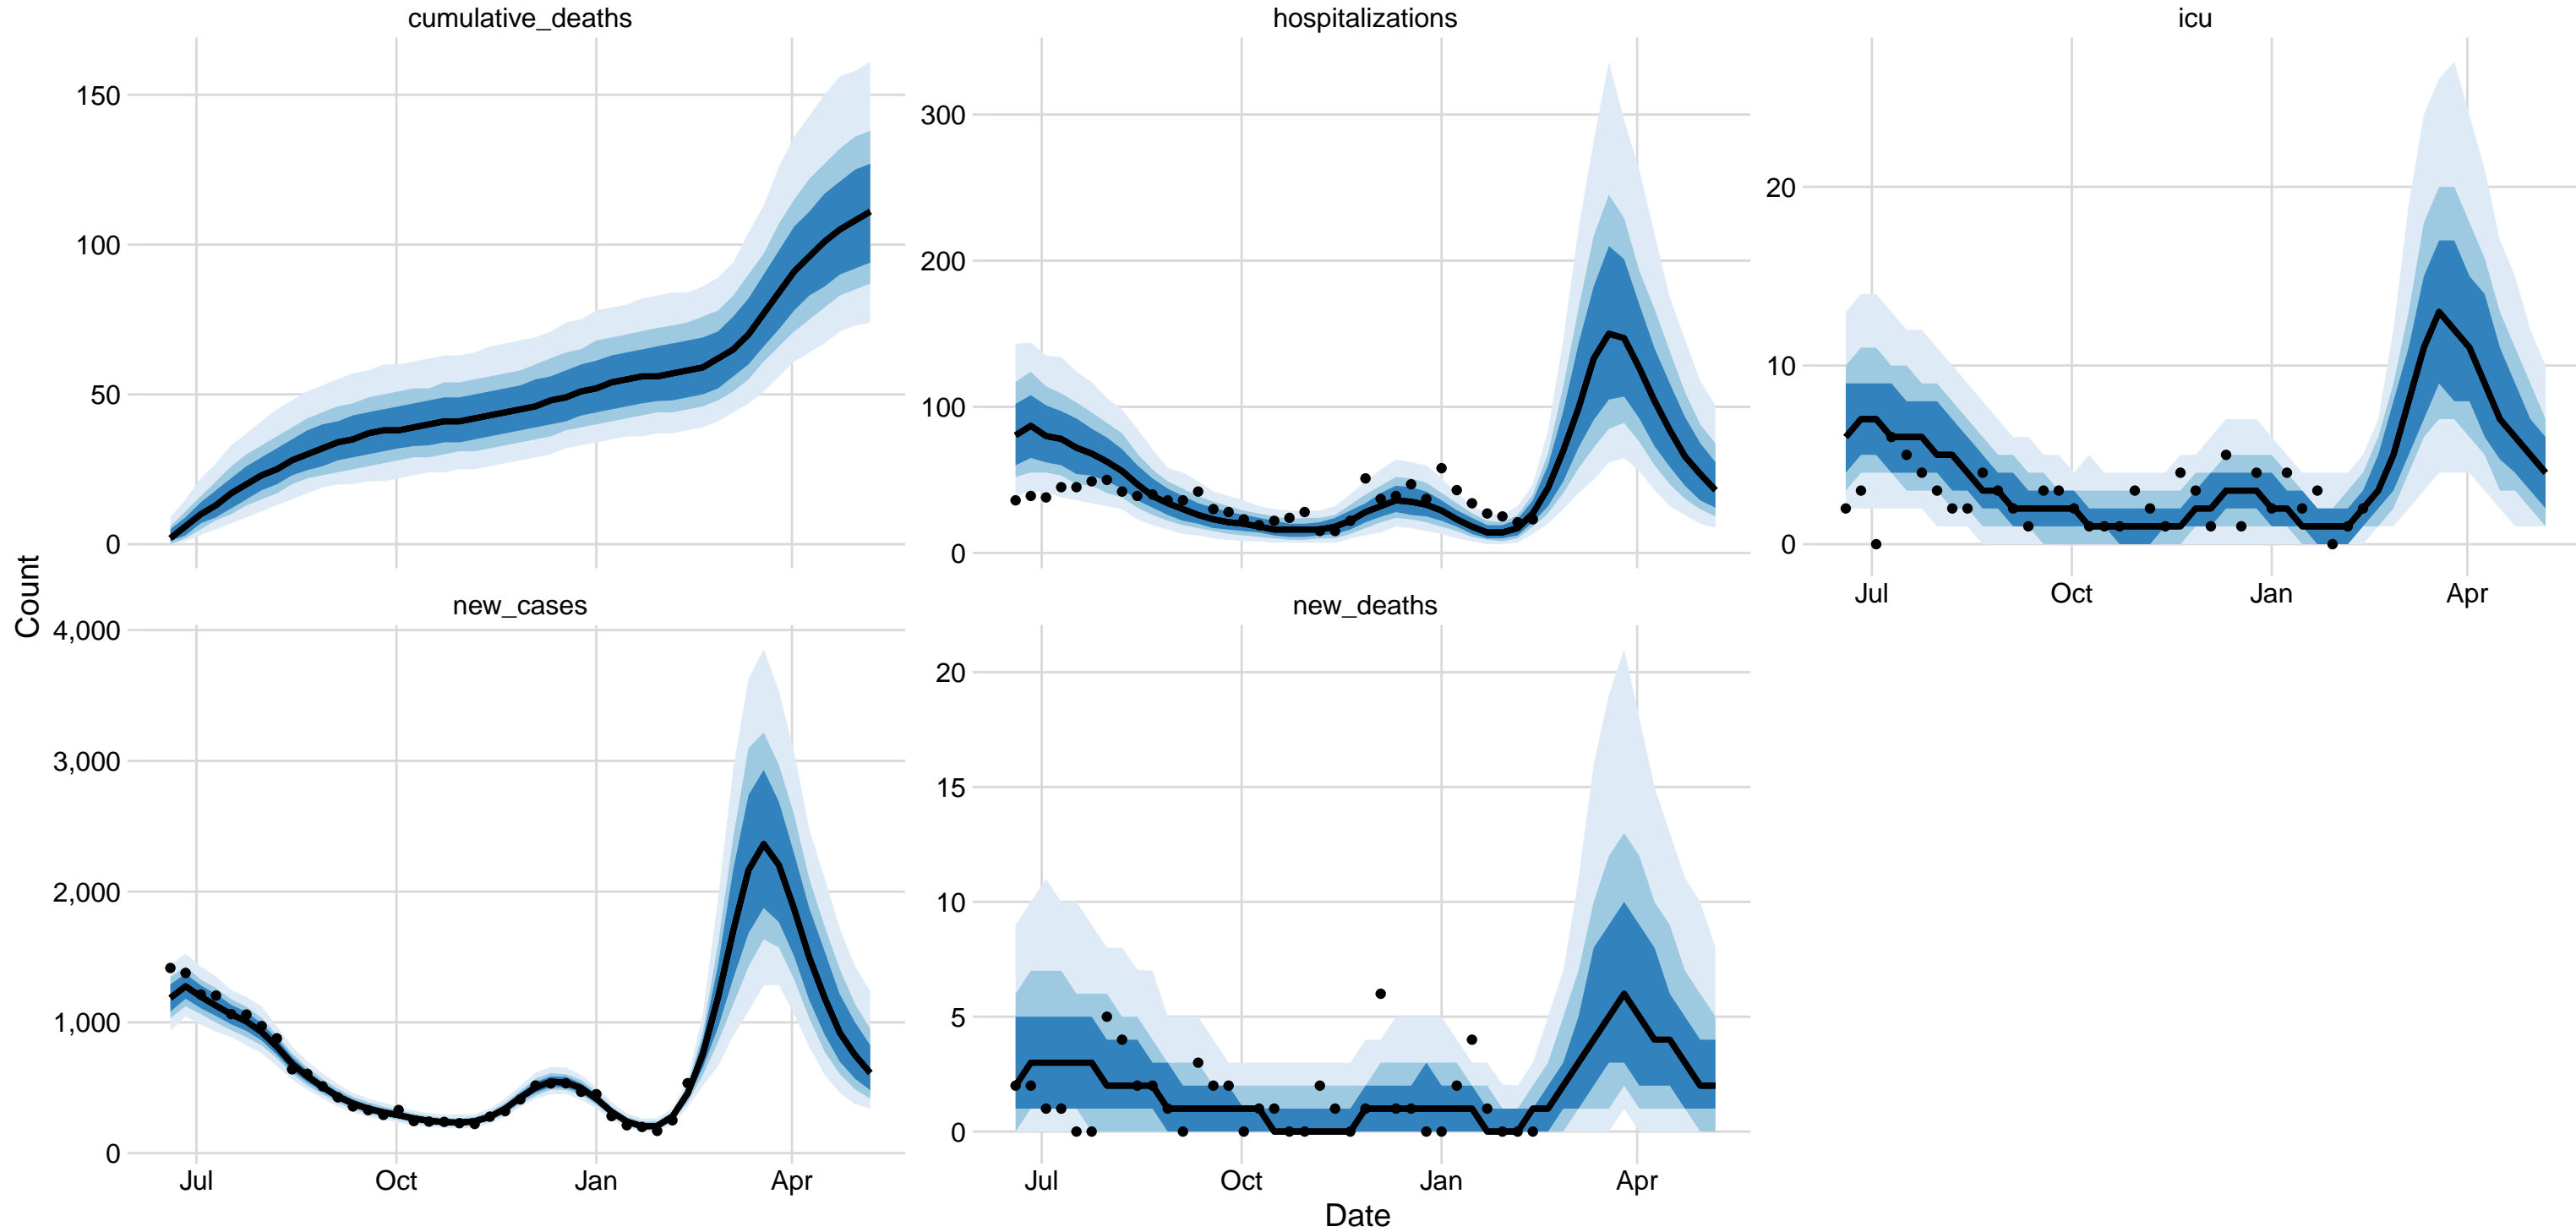 cumulative_deaths
150
100
50
0
hospitalizations
300
200
100
0
icu
20
10
0
Jul Oct Jan Apr
Count
new_cases
4,000
3,000
2,000
1,000
0
Jul Oct Jan Apr
new_deaths
20
15
10
5
0
Jul Oct Jan Apr
Date